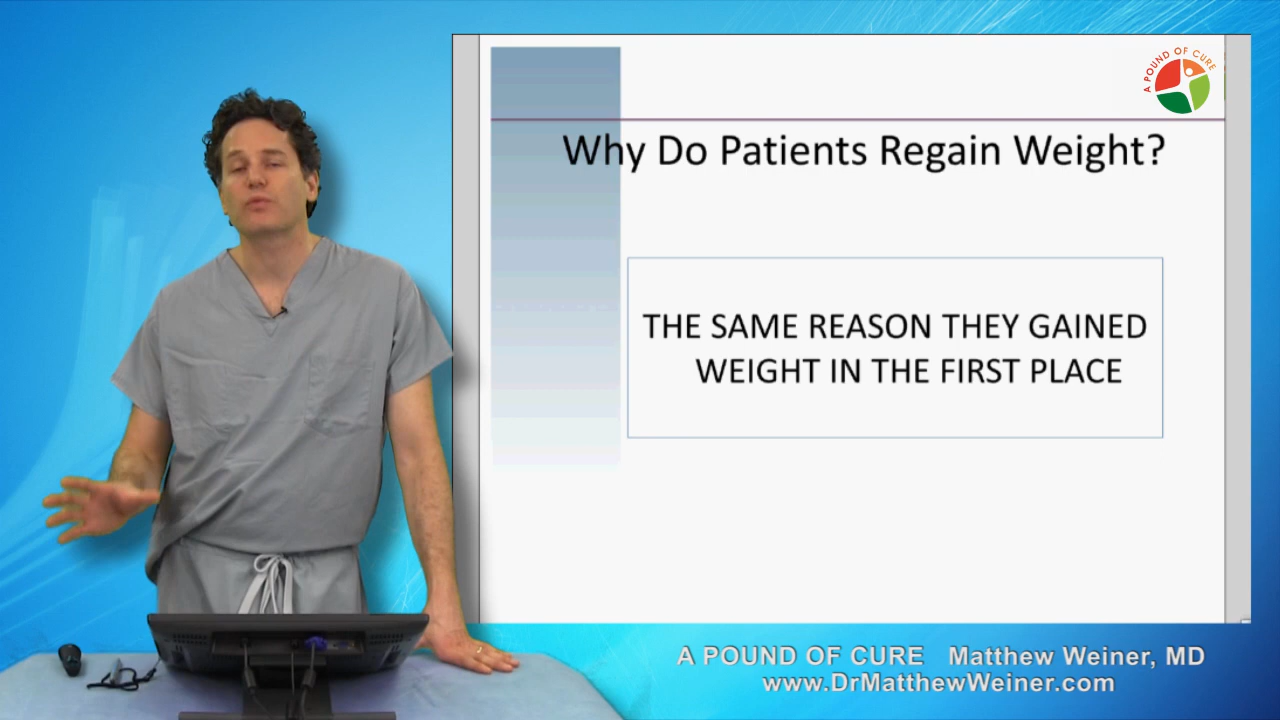 A POUND OF CURE
Why Do Patients Regain Weight?
THE SAME REASON THEY GAINED
WEIGHT IN THE FIRST PLACE
A POUND OF CURE Matthew Weiner, MD
www.DrMatthewWeiner.com